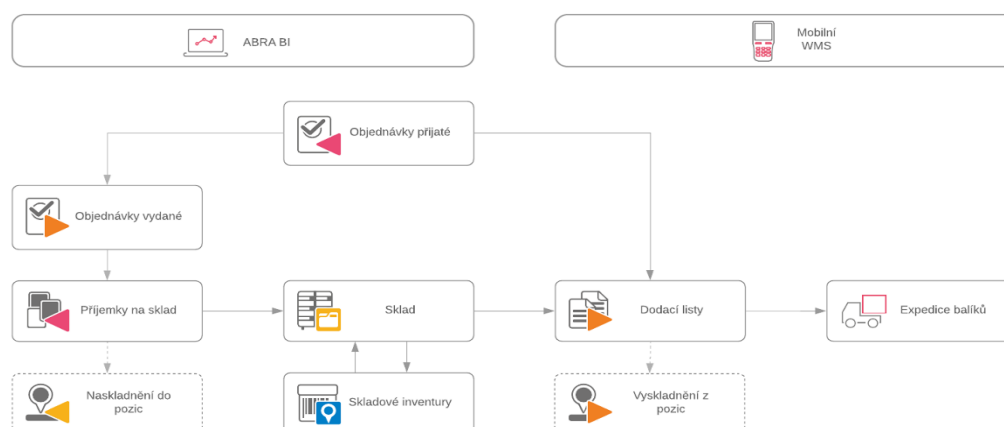 ABRA BI
Mobilní
WMS
Objednávky přijaté
Objednávky vydané
Příjemky na sklad
Sklad
Dodací listy
Expedice balíků
Naskladnění do
pozic
Skladové inventury
Vyskladnění z
pozic